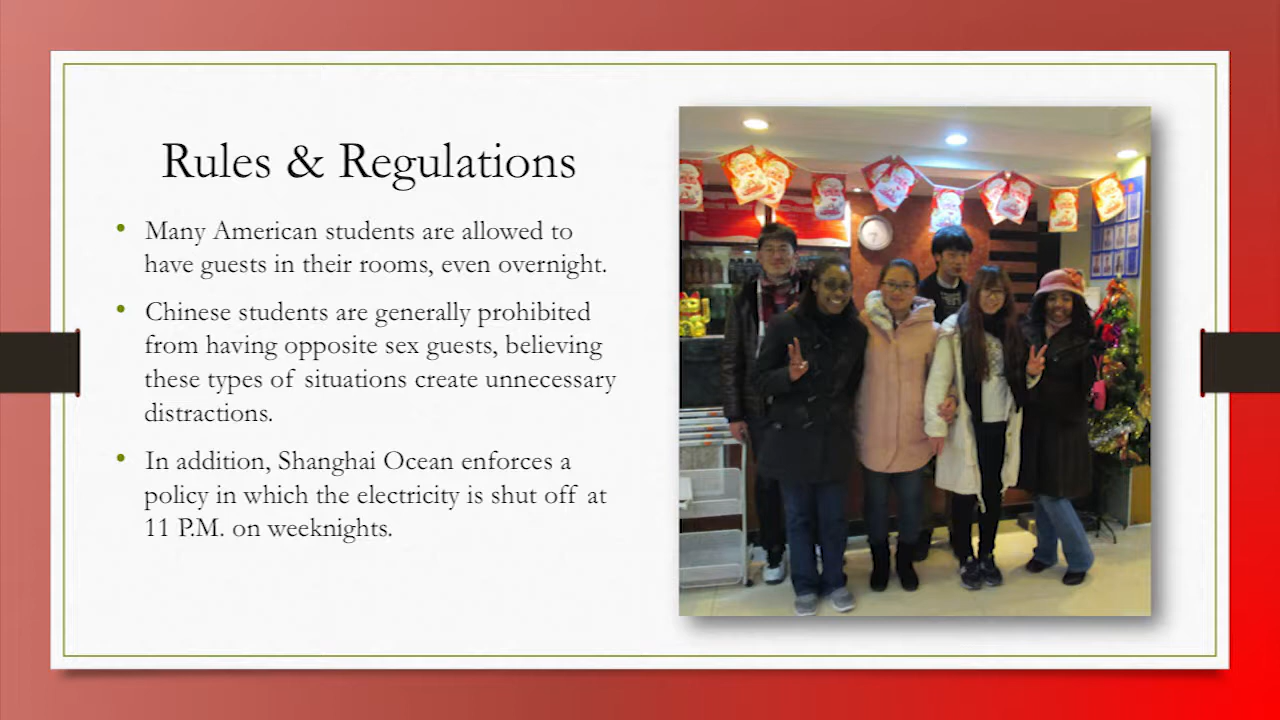 Rules & Regulations
• Many American students are allowed to
have guests in their rooms, even overnight.
• Chinese students are generally prohibited
from having opposite sex guests, believing
these types of situations create unnecessary
distractions.
• In addition, Shanghai Ocean enforces a
policy in which the electricity is shut off at
11 P.M. on weeknights.